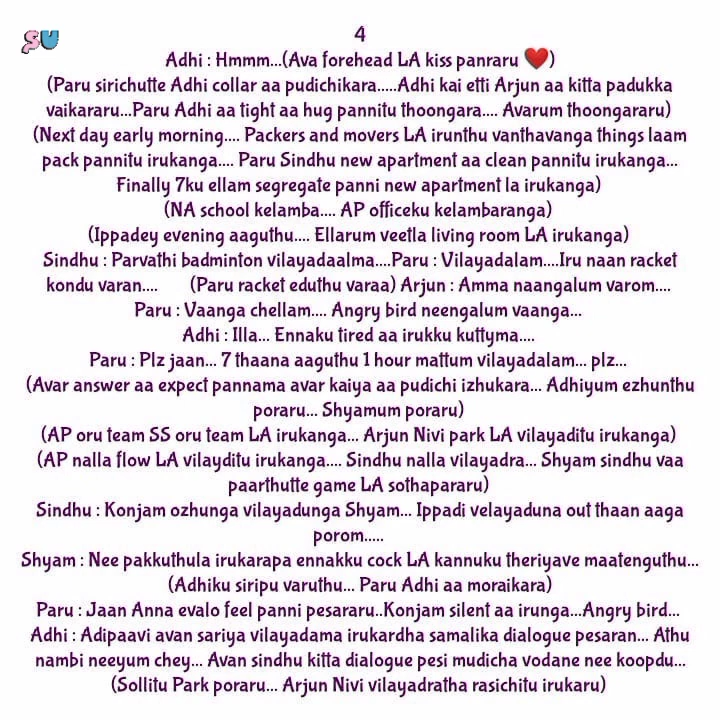 SU
4
Adhi : Hmmm...(Ava forehead LA kiss panraru ❤️)
(Paru sirichutte Adhi collar aa pudichikara.....Adhi kai etti Arjun aa kitta padukka
vaikararu...Paru Adhi aa tight aa hug pannitu thoongara.... Avarum thoongararu)
(Next day early morning.... Packers and movers LA irunthu vanthavanga things laam
pack pannitu irukanga.... Paru Sindhu new apartment aa clean pannitu irukanga...
Finally 7ku ellam segregate panni new apartment la irukanga)
(NA school kelamba.... AP officeku kelambaranga)
(Ippadey evening aaguthu.... Ellarum veetla living room LA irukanga)
Sindhu : Parvathi badminton vilayadaalma....Paru : Vilayadalam....Iru naan racket
kondu varan.... (Paru racket eduthu varaa) Arjun : Amma naangalum varom....
Paru : Vaanga chellam.... Angry bird neengalum vaanga...
Adhi : Illa... Ennaku tired aa irukku kuttyma....
Paru : Plz jaan... 7 thaana aaguthu 1 hour mattum vilayadalam... plz...
(Avar answer aa expect pannama avar kaiya aa pudichi izhukara... Adhiyum ezhunthu
poraru... Shyamum poraru)
(AP oru team SS oru team LA irukanga... Arjun Nivi park LA vilayaditu irukanga)
(AP nalla flow LA vilayditu irukanga.... Sindhu nalla vilayadra... Shyam sindhu vaa
paarthutte game LA sothapararu)
Sindhu : Konjam ozhunga vilayadunga Shyam... Ippadi velayaduna out thaan aaga
porom.....
Shyam : Nee pakkuthula irukarapa ennakku cock LA kannuku theriyave maatenguthu...
(Adhiku siripu varuthu... Paru Adhi aa moraikara)
Paru : Jaan Anna evalo feel panni pesararu..Konjam silent aa irunga...Angry bird...
Adhi : Adipaavi avan sariya vilayadama irukardha samalika dialogue pesaran... Athu
nambi neeyum chey... Avan sindhu kitta dialogue pesi mudicha vodane nee koopdu...
(Sollitu Park poraru... Arjun Nivi vilayadratha rasichitu irukaru)